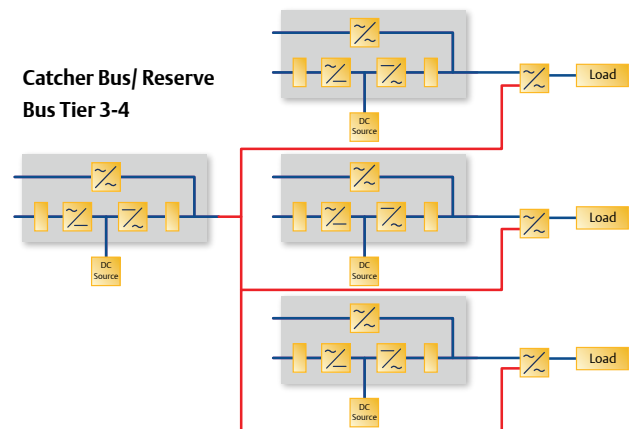 Catcher Bus/ Reserve
Bus Tier 3-4
DC
Source
Load
DC
Source
DC
Source
Load
Load
DC
Source